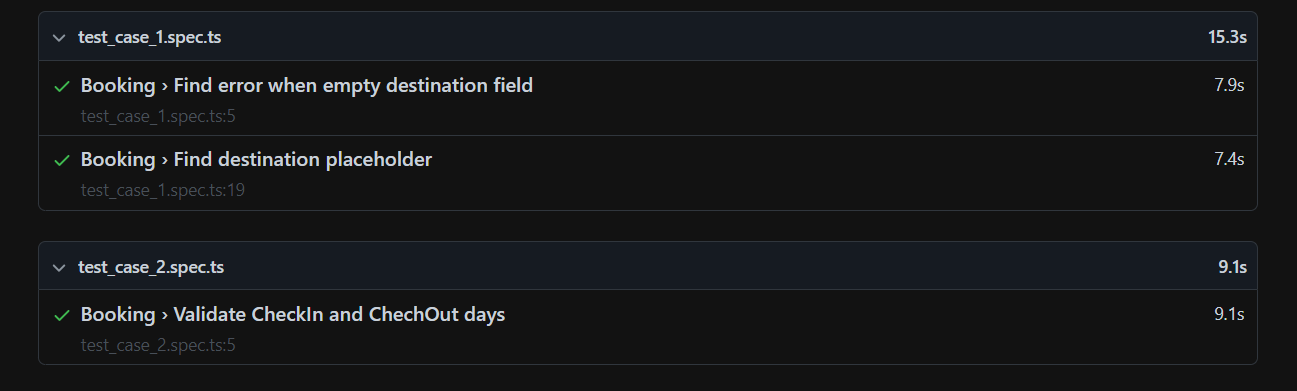 test_case_1.spec.ts 15.3s
Booking › Find error when empty destination field 7.9s
test_case_1.spec.ts:5
Booking › Find destination placeholder 7.4s
test_case_1.spec.ts:19
test_case_2.spec.ts 9.1s
Booking › Validate CheckIn and ChechOut days 9.1s
test_case_2.spec.ts:5